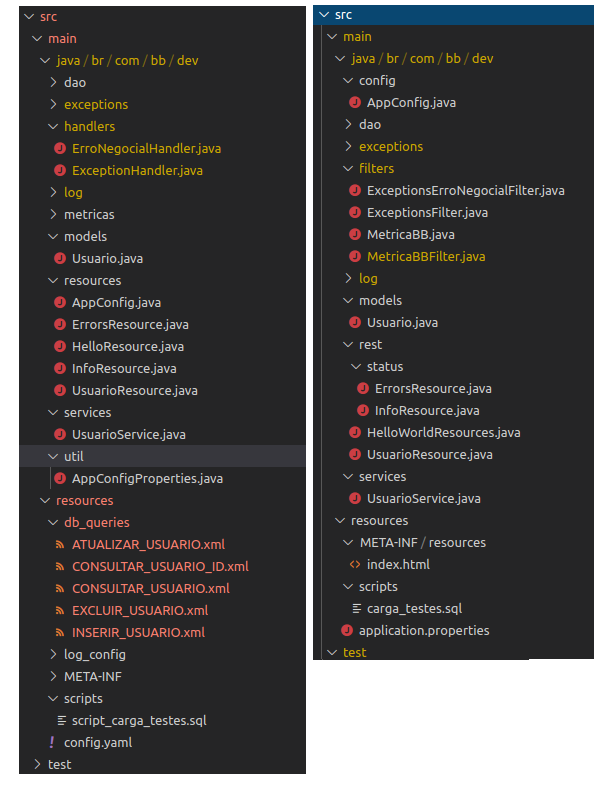 src
main
java / br / com / bb / dev
dao
exceptions
handlers
ErroNegocialHandler.java
ExceptionHandler.java
log
metricas
models
Usuario.java
resources
AppConfig.java
ErrorsResource.java
HelloResource.java
InfoResource.java
UsuarioResource.java
services
UsuarioService.java
util
AppConfigProperties.java
resources
db_queries
ATUALIZAR_USUARIO.xml
CONSULTAR_USUARIO_ID.xml
CONSULTAR_USUARIO.xml
EXCLUIR_USUARIO.xml
INSERIR_USUARIO.xml
log_config
META-INF
scripts
script_carga_testes.sql
! config.yaml
test
src
main
java / br / com / bb / dev
config
AppConfig.java
dao
exceptions
filters
ExceptionsErroNegocialFilter.java
ExceptionsFilter.java
MetricaBB.java
MetricaBBFilter.java
log
models
Usuario.java
rest
status
ErrorsResource.java
InfoResource.java
HelloWorldResources.java
UsuarioResource.java
services
UsuarioService.java
resources
META-INF / resources
<> index.html
scripts
carga_testes.sql
application.properties
test